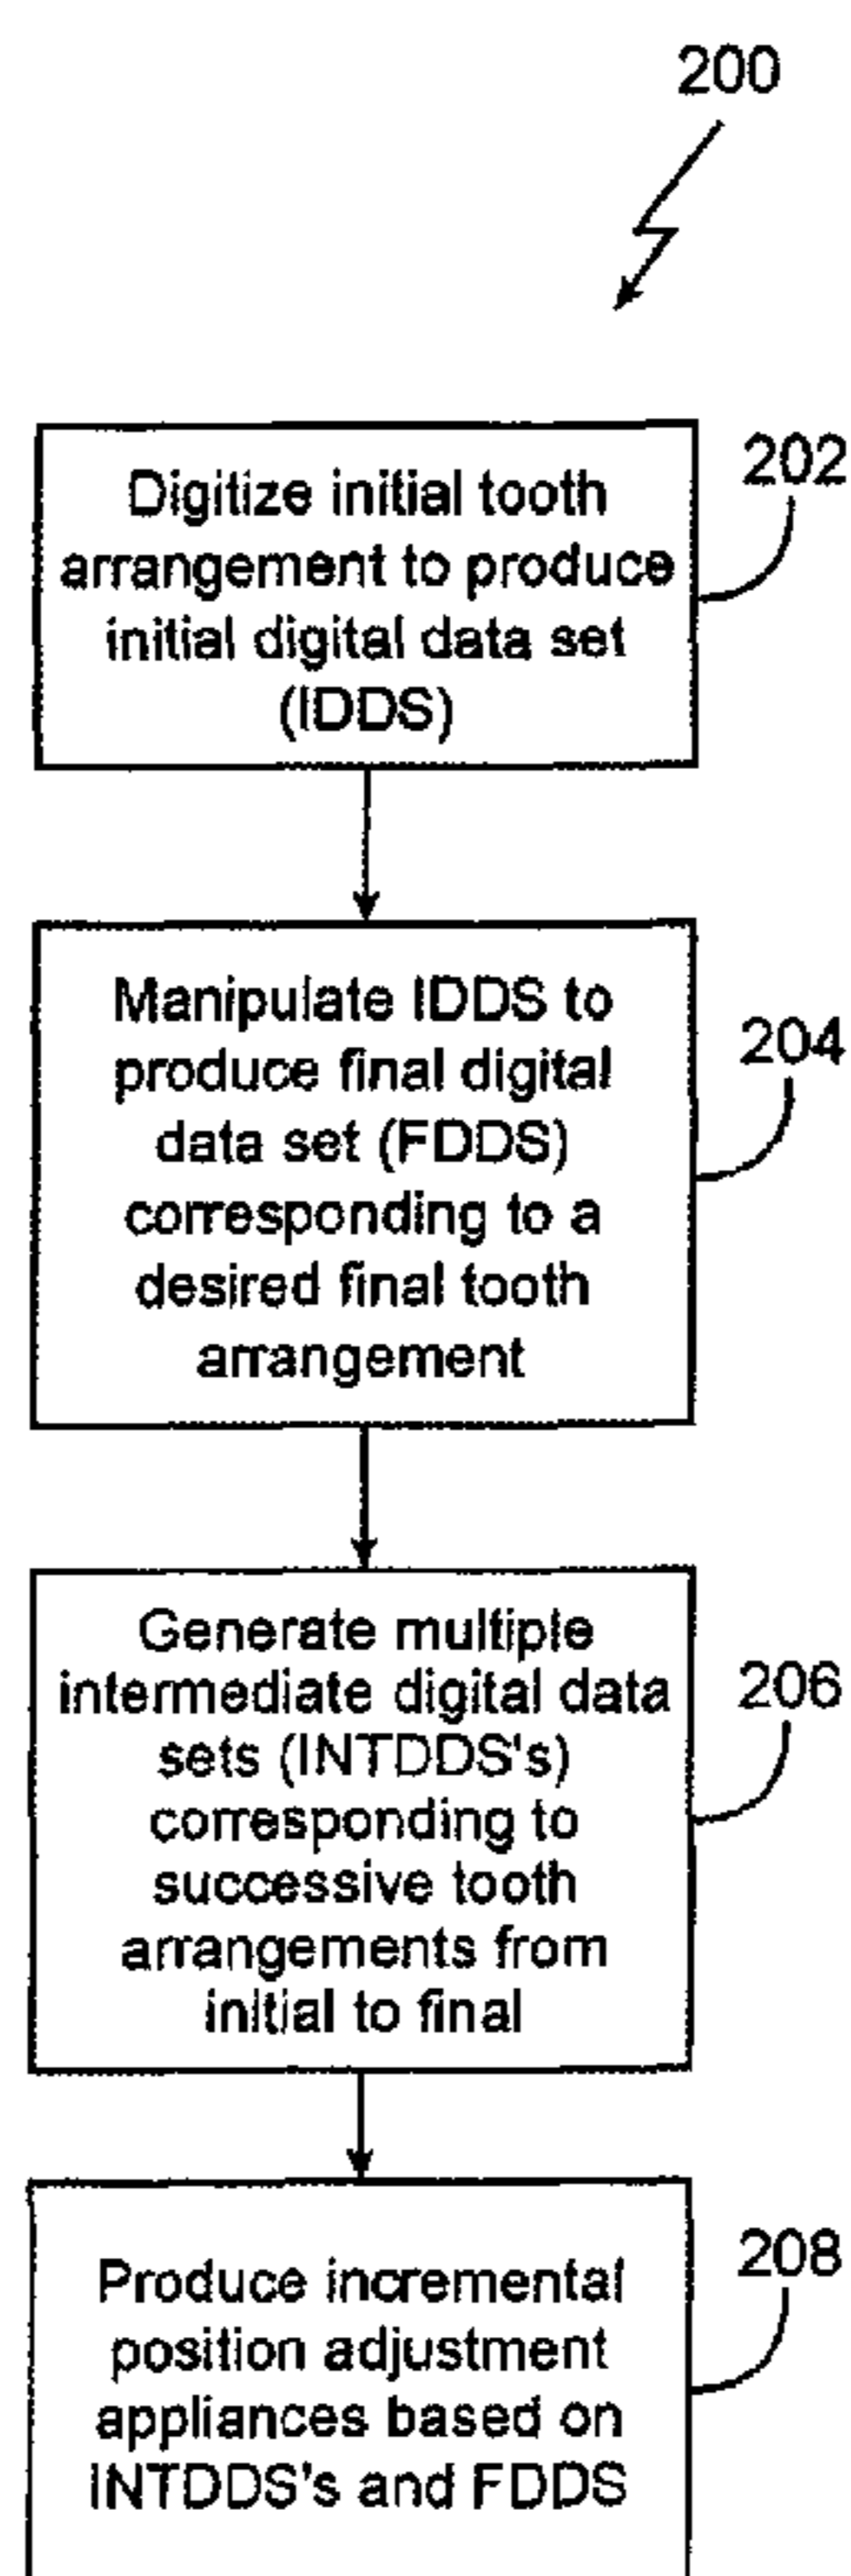 200
202
Digitize initial tooth
arrangement to produce
initial digital data set
(IDDS)
204
Manipulate IDDS to
produce final digital
data set (FDDS)
corresponding to a
desired final tooth
arrangement
206
Generate multiple
intermediate digital data
sets (INTDDS's)
corresponding to
successive tooth
arrangements from
initial to final
208
Produce incremental
position adjustment
appliances based on
INTDDS's and FDDS